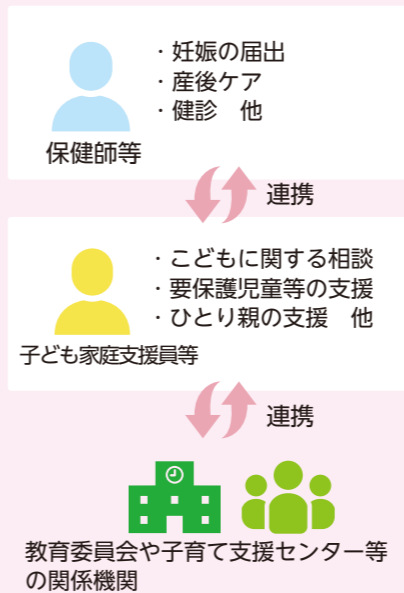 ・妊娠の届出
・産後ケア
・健診　他
保健師等
連携
・こどもに関する相談
・要保護児童等の支援
・ひとり親の支援　他
子ども家庭支援員等
連携
教育委員会や子育て支援センター等
の関係機関